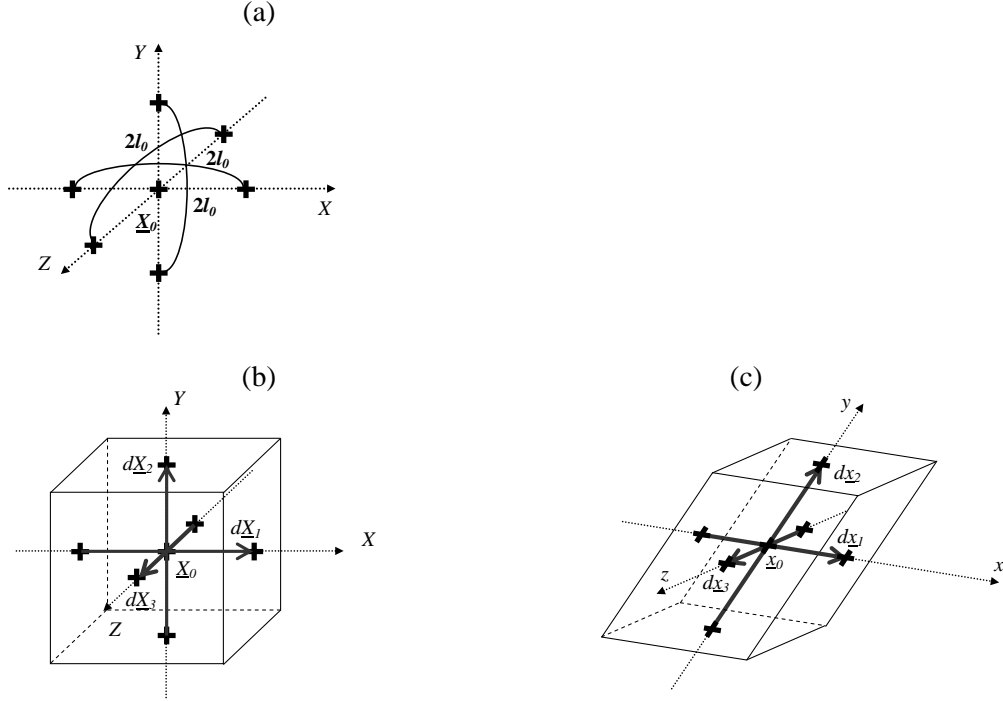 (a)
Y
2l₀
2l₀
X
X₀
2l₀
Z
(b)
Y
dX₂
dX₁
X
X₀
dX₃
Z
(c)
y
dx₂
dx₁
x₀
x
z
dx₃